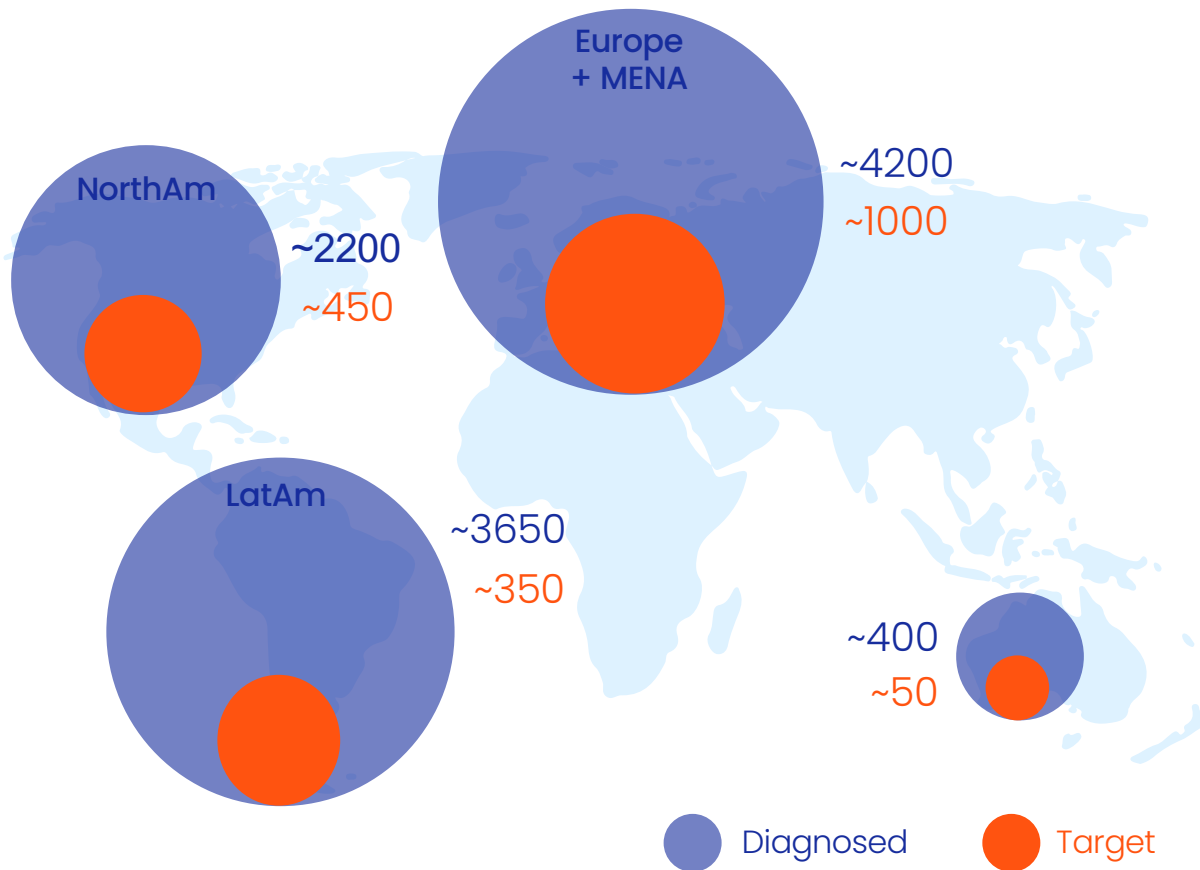 Europe
+ MENA
~4200
~1000
NorthAm
~2200
~450
LatAm
~3650
~350
~400
~50
Diagnosed
Target